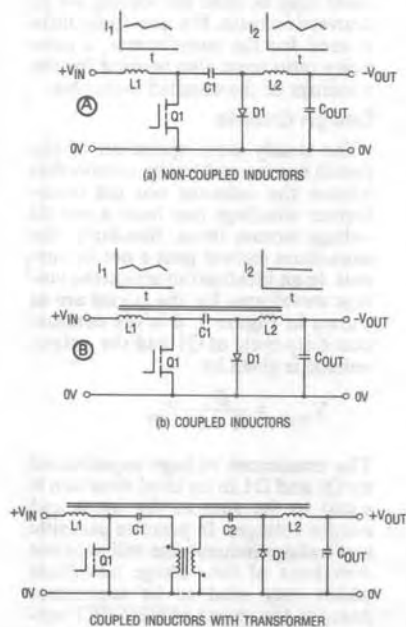 I1
I2
t
t
+VIN
L1
C1
L2
-VOUT
A
Q1
D1
COUT
0V
0V
(a) NON-COUPLED INDUCTORS
I1
I2
t
t
+VIN
L1
C1
L2
-VOUT
B
Q1
D1
COUT
0V
0V
(b) COUPLED INDUCTORS
+VIN
L1
C1
C2
L2
+VOUT
Q1
D1
COUT
0V
0V
COUPLED INDUCTORS WITH TRANSFORMER